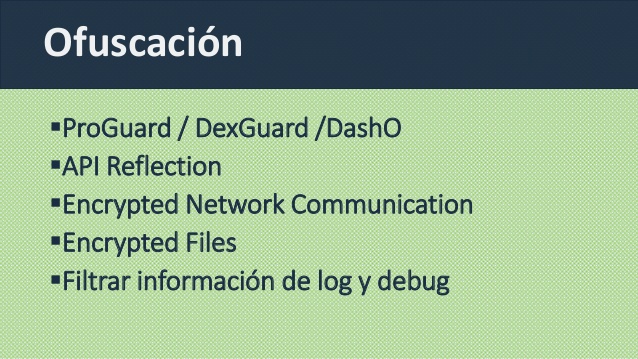 Ofuscación
▪ProGuard / DexGuard /DashO
▪API Reflection
▪Encrypted Network Communication
▪Encrypted Files
▪Filtrar información de log y debug